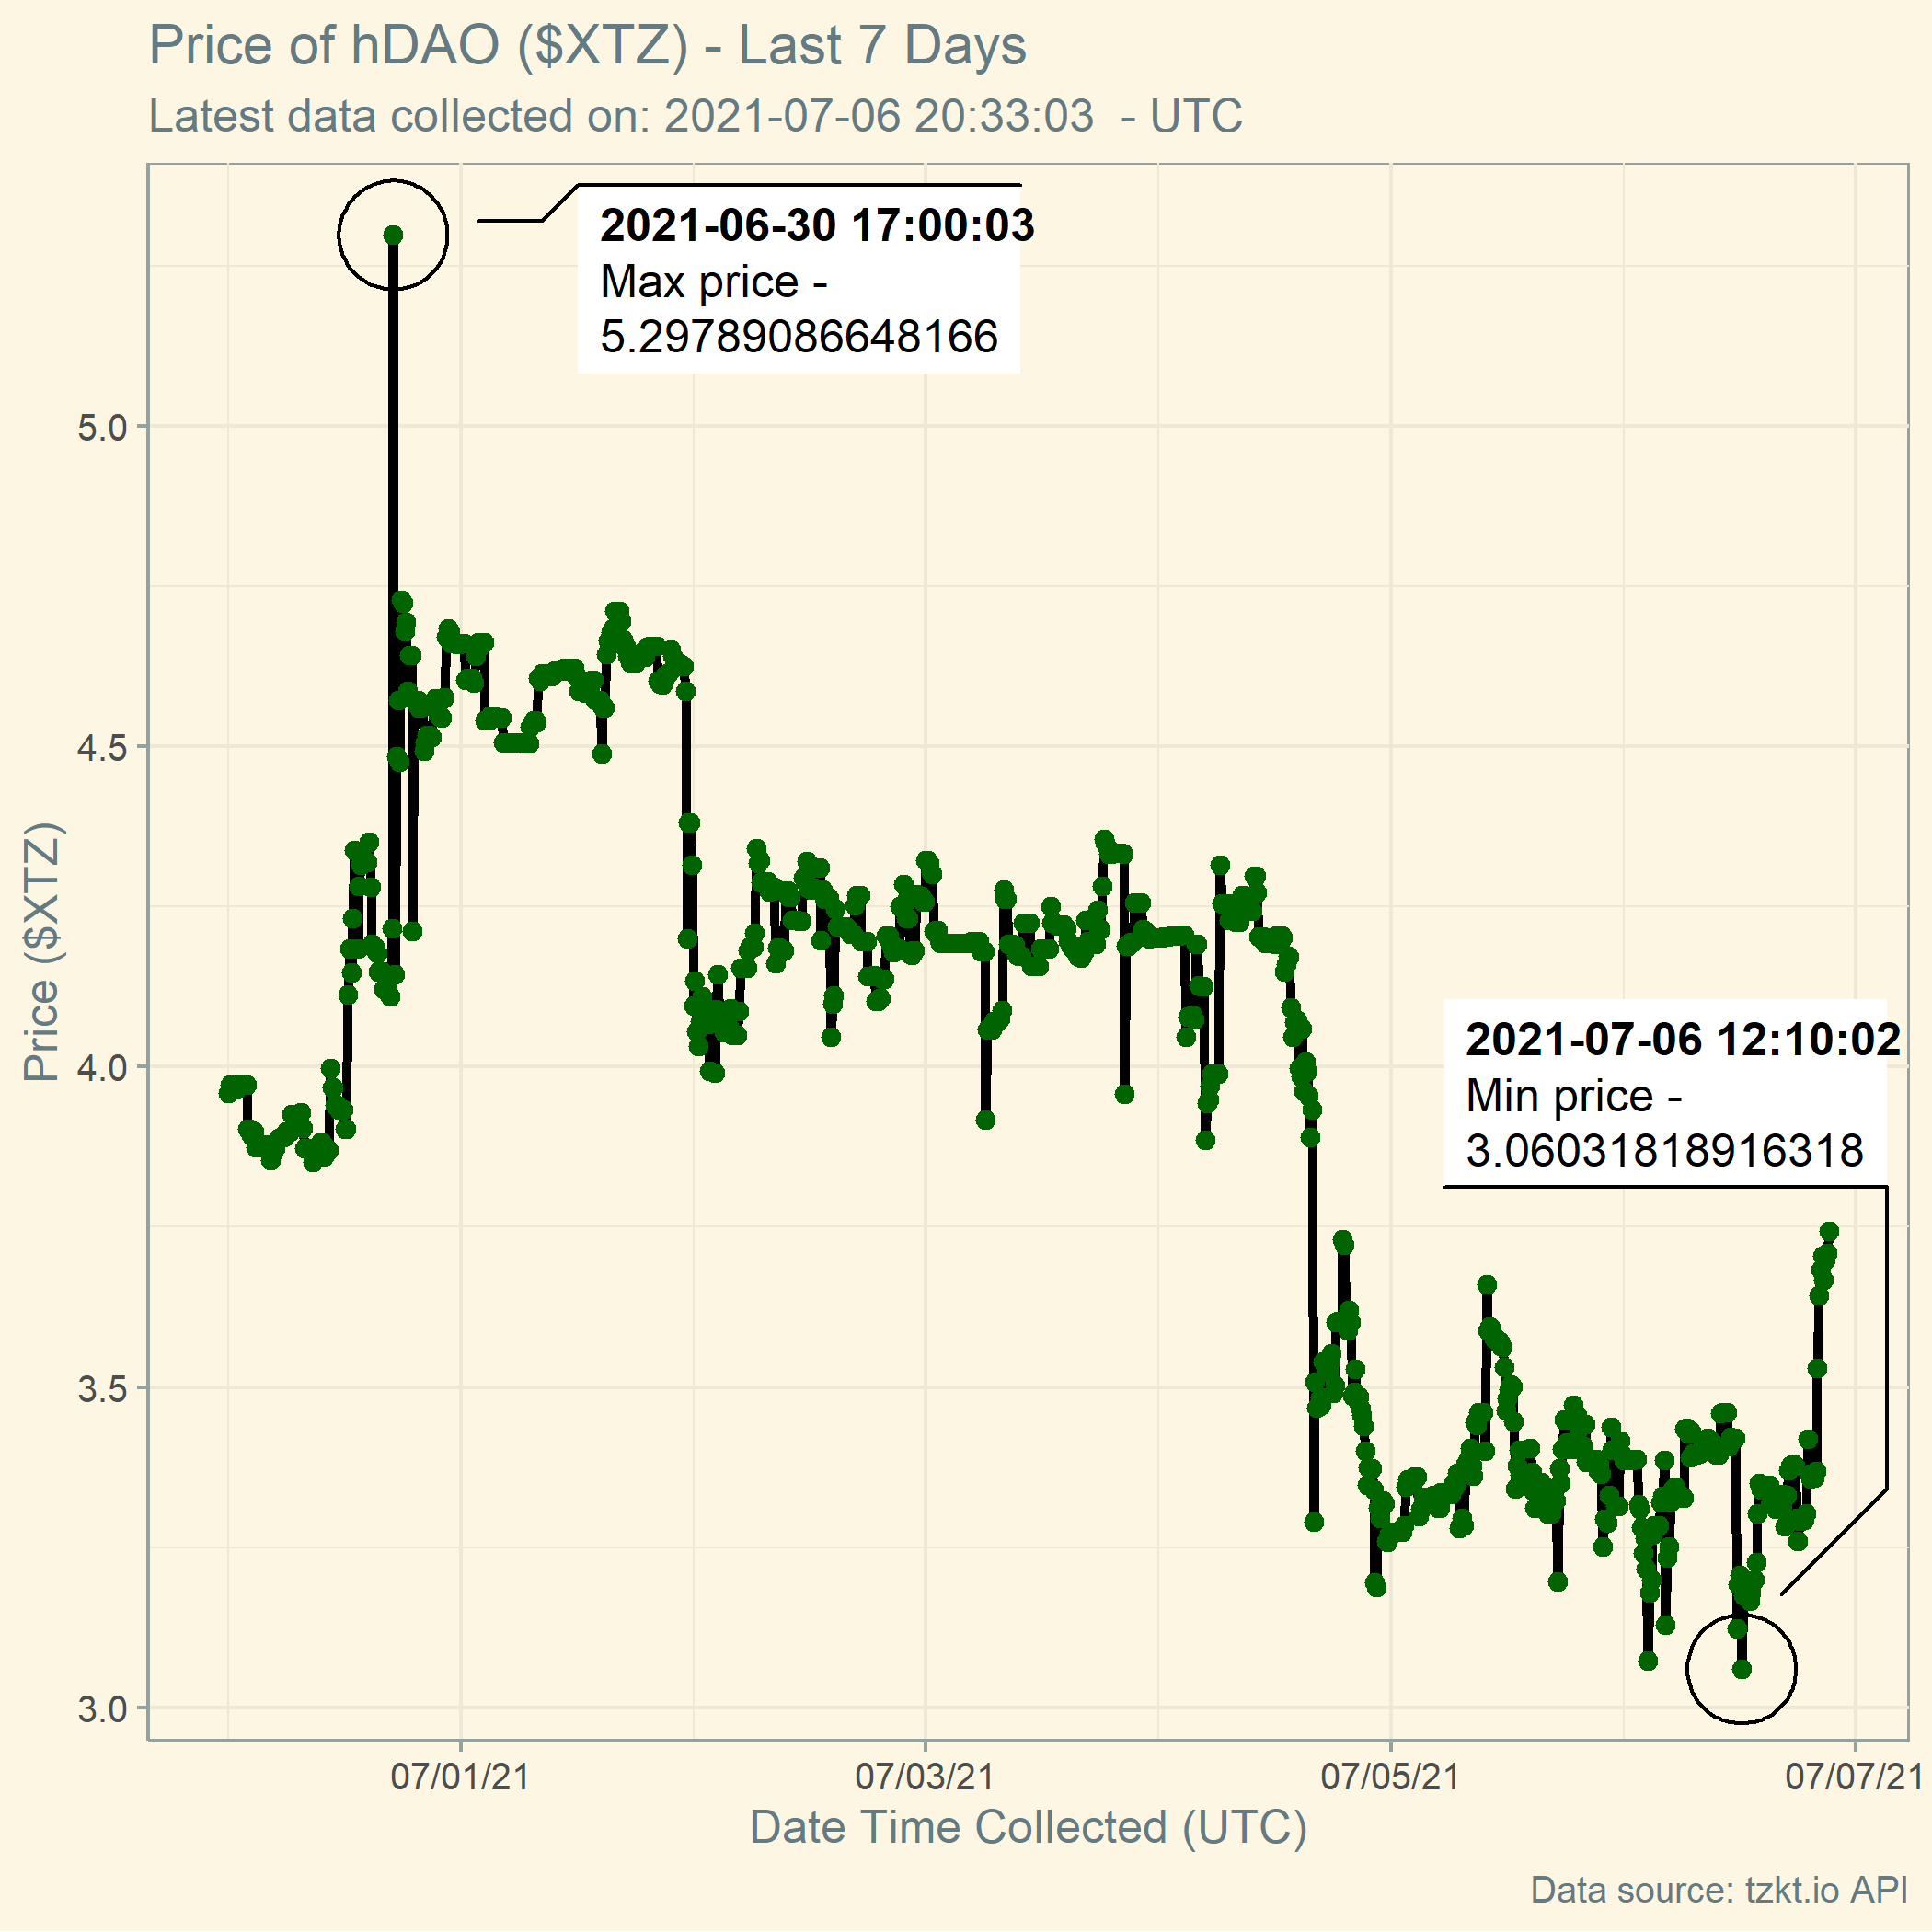 Price of hDAO ($XTZ) - Last 7 Days
Latest data collected on: 2021-07-06 20:33:03  - UTC
2021-06-30 17:00:03
Max price -
5.29789086648166
5.0
4.5
4.0
3.5
3.0
Price ($XTZ)
2021-07-06 12:10:02
Min price -
3.06031818916318
07/01/21
07/03/21
07/05/21
07/07/21
Date Time Collected (UTC)
Data source: tzkt.io API